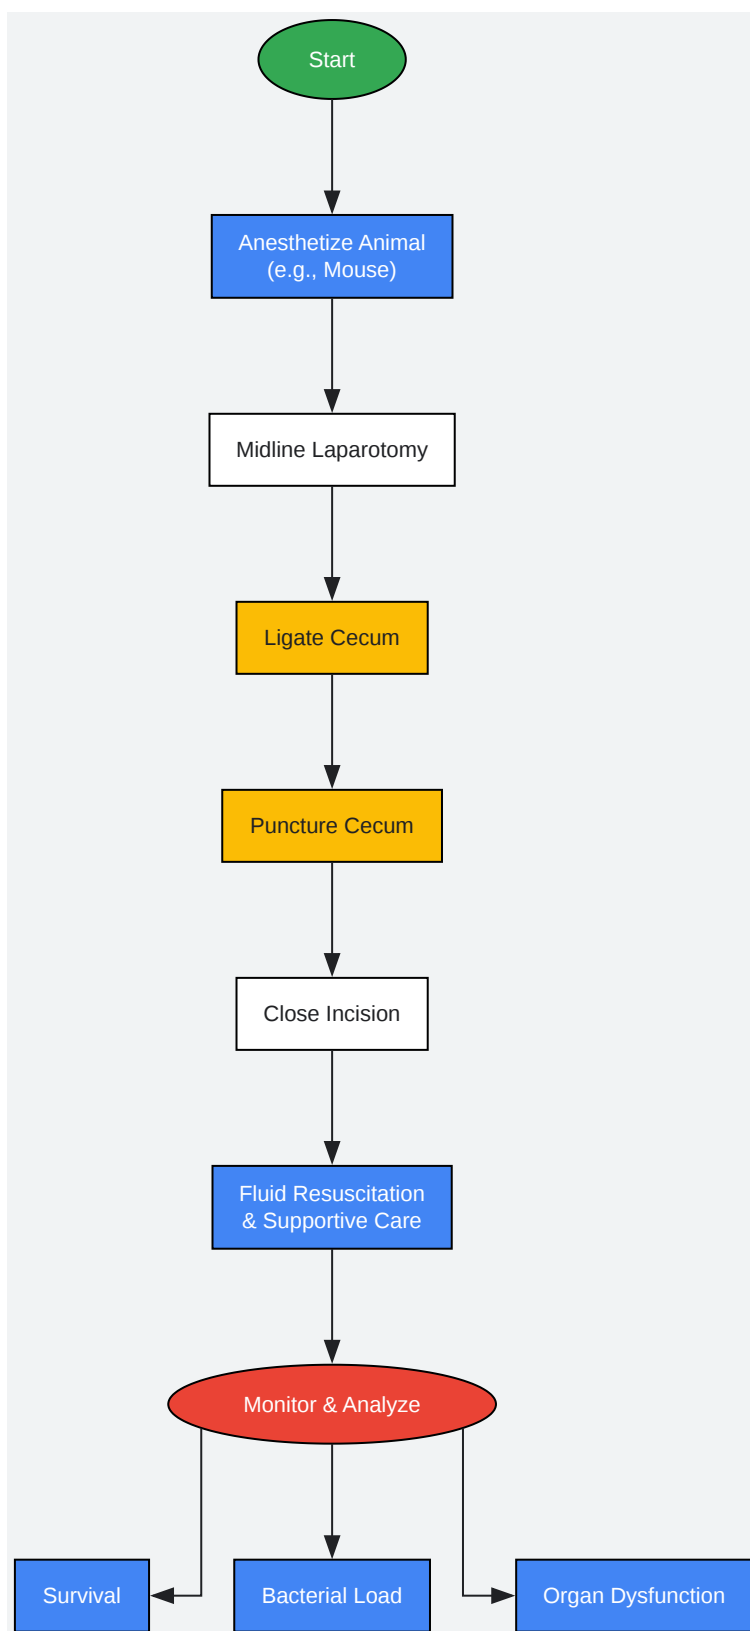 Start
Anesthetize Animal
(e.g., Mouse)
Midline Laparotomy
Ligate Cecum
Puncture Cecum
Close Incision
Fluid Resuscitation
& Supportive Care
Monitor & Analyze
Survival
Bacterial Load
Organ Dysfunction